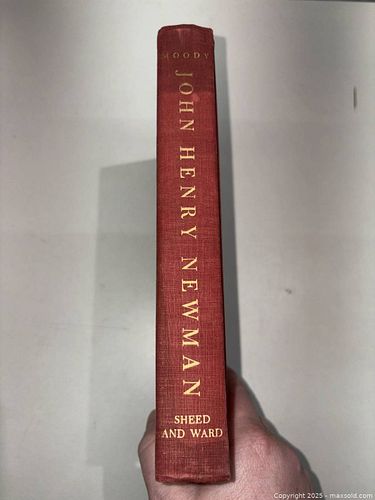 MOODY
JOHN HENRY NEWMAN
SHEED
AND WARD
Copyright 2025 - maxsold.com